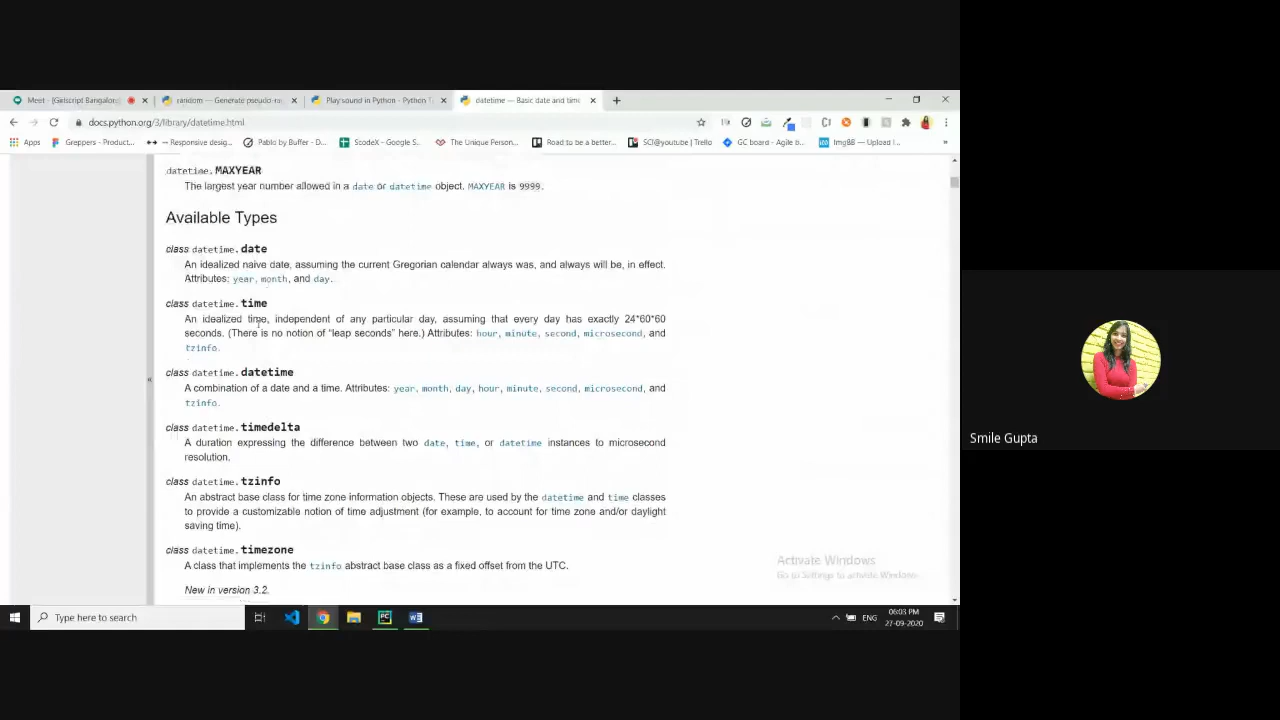 Meet - [Girlscript Bangalor
random — Generate pseudo-ra
Play sound in Python - Python T
datetime — Basic date and time
docs.python.org/3/library/datetime.html
Apps
Greppers - Product...
— Responsive desig...
Pablo by Buffer - D...
ScodeX - Google S...
The Unique Person...
Road to be a better...
SCI@youtube | Trello
GC board - Agile b...
ImgBB — Upload I...
»
datetime.MAXYEAR
The largest year number allowed in a date or datetime object. MAXYEAR is 9999.
Available Types
class datetime.date
An idealized naive date, assuming the current Gregorian calendar always was, and always will be, in effect.
Attributes: year, month, and day.
class datetime.time
An idealized time, independent of any particular day, assuming that every day has exactly 24*60*60
seconds. (There is no notion of “leap seconds” here.) Attributes: hour, minute, second, microsecond, and
tzinfo.
class datetime.datetime
A combination of a date and a time. Attributes: year, month, day, hour, minute, second, microsecond, and
tzinfo.
class datetime.timedelta
A duration expressing the difference between two date, time, or datetime instances to microsecond
resolution.
class datetime.tzinfo
An abstract base class for time zone information objects. These are used by the datetime and time classes
to provide a customizable notion of time adjustment (for example, to account for time zone and/or daylight
saving time).
class datetime.timezone
A class that implements the tzinfo abstract base class as a fixed offset from the UTC.
New in version 3.2.
«
Activate Windows
Go to Settings to activate Windows.
Smile Gupta
Type here to search
ENG
06:03 PM
27-09-2020